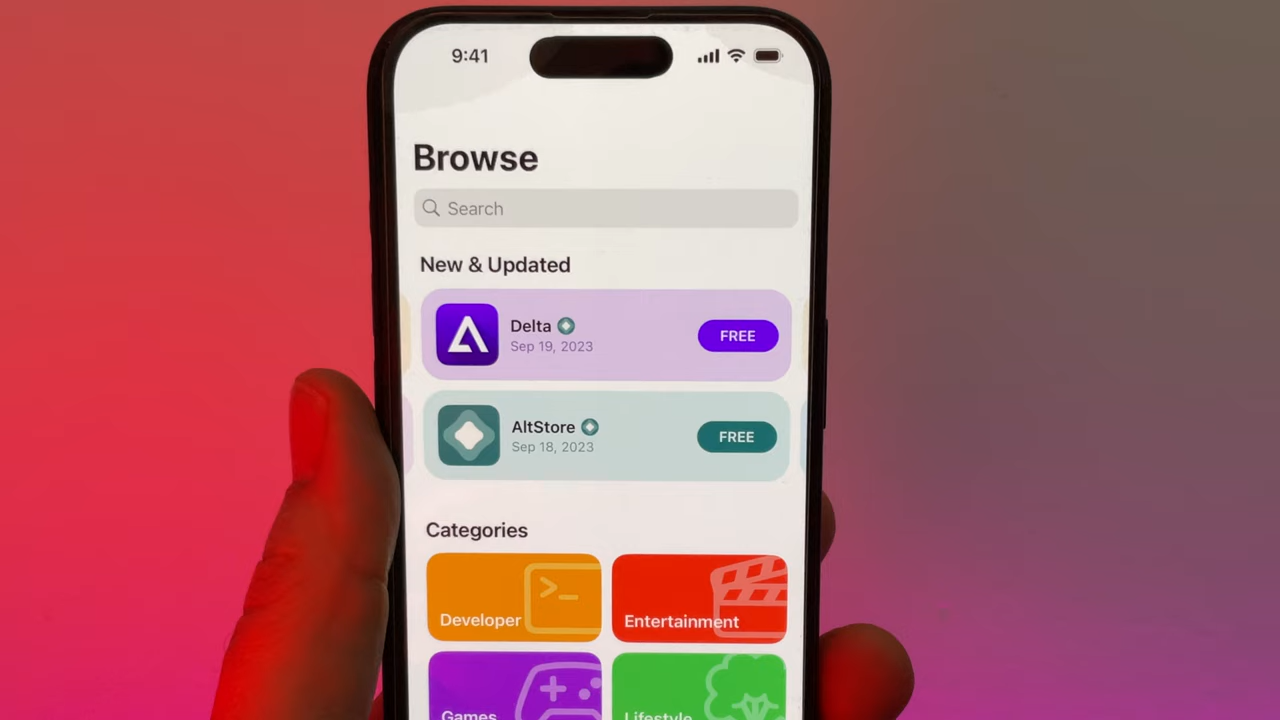 9:41
Browse
Search
New & Updated
Delta
Sep 19, 2023
FREE
AltStore
Sep 18, 2023
FREE
Categories
Developer
Entertainment
Games
Lifestyle